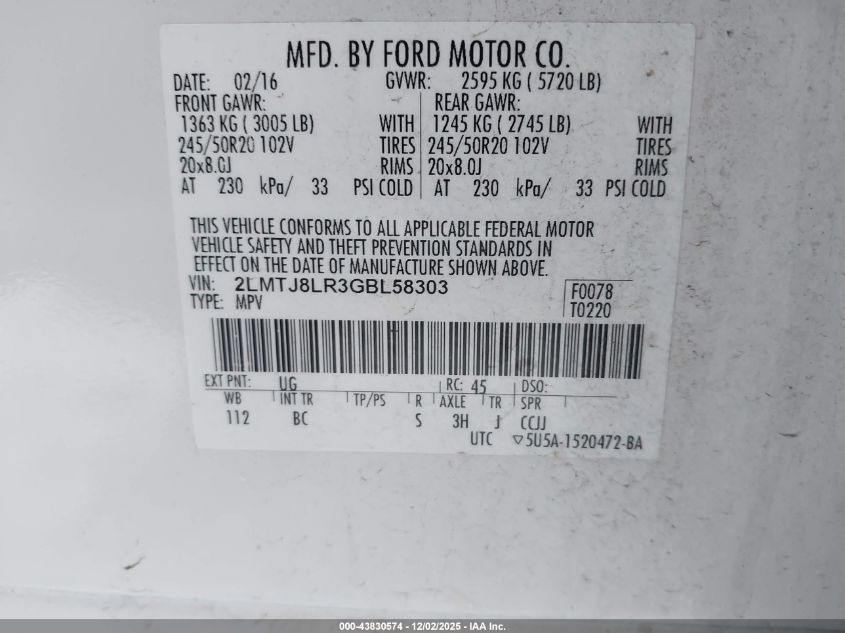 MFD. BY FORD MOTOR CO.
DATE: 02/16 GVWR: 2595 KG ( 5720 LB)
FRONT GAWR: REAR GAWR:
1363 KG ( 3005 LB) WITH 1245 KG ( 2745 LB) WITH
245/50R20 102V TIRES 245/50R20 102V TIRES
20x8.0J RIMS 20x8.0J RIMS
AT 230 kPa/ 33 PSI COLD AT 230 kPa/ 33 PSI COLD
THIS VEHICLE CONFORMS TO ALL APPLICABLE FEDERAL MOTOR
VEHICLE SAFETY AND THEFT PREVENTION STANDARDS IN
EFFECT ON THE DATE OF MANUFACTURE SHOWN ABOVE.
VIN: 2LMTJ8LR3GBL58303 F0078
TYPE: MPV T0220
EXT PNT: UG RC: 45 DSO:
WB INT TR TP/PS R AXLE TR SPR
112 BC S 3H J CCJJ
UTC ▽5U5A-1520472-BA
000-43830574 - 12/02/2025 - IAA Inc.